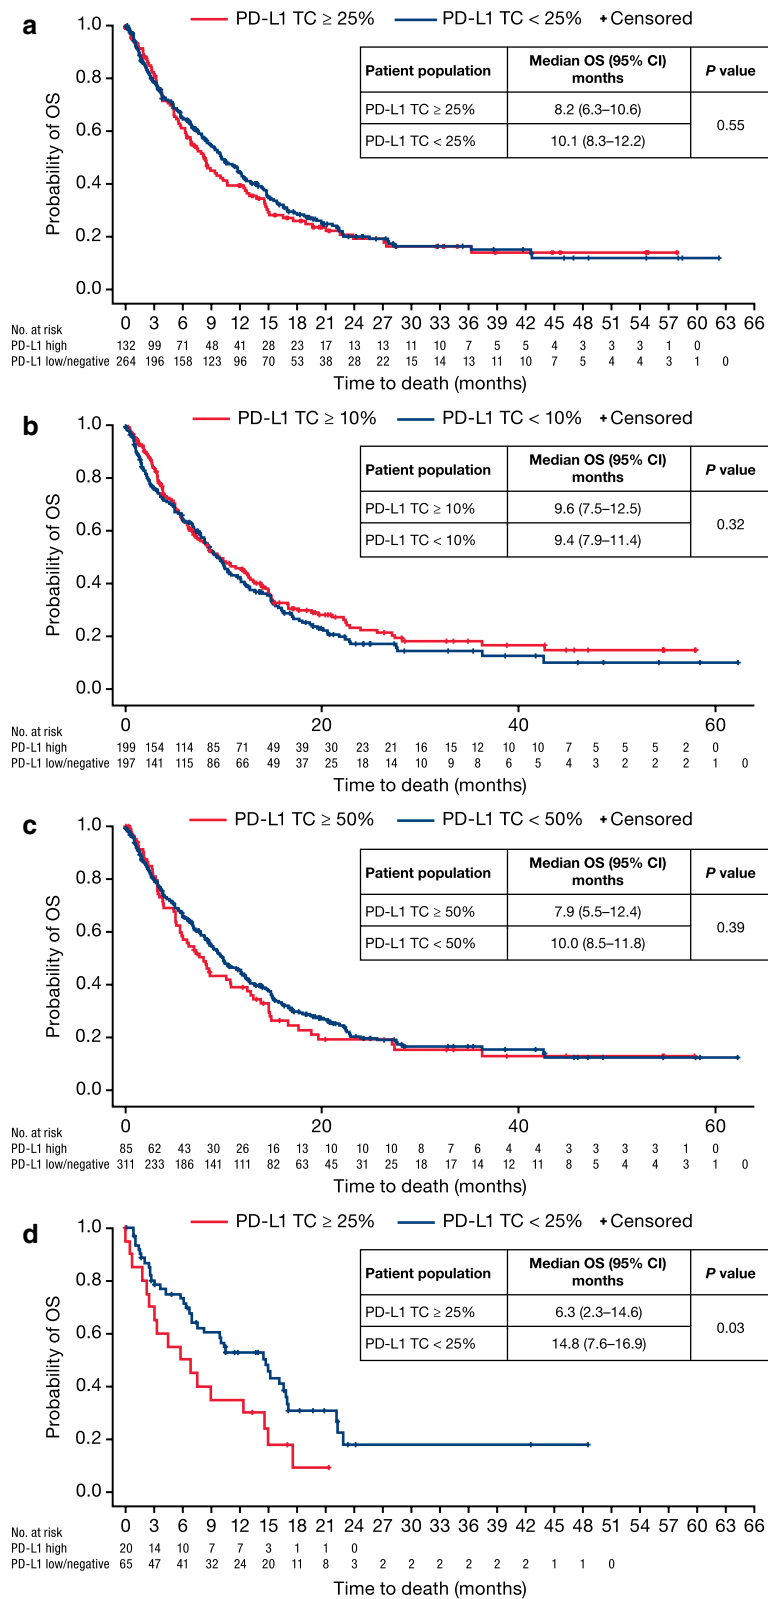 a
PD-L1 TC ≥ 25% PD-L1 TC < 25% +Censored
Patient population Median OS (95% CI) months P value
PD-L1 TC ≥ 25% 8.2 (6.3–10.6) 0.55
PD-L1 TC < 25% 10.1 (8.3–12.2)
Probability of OS
1.0
0.8
0.6
0.4
0.2
0.0
0 3 6 9 12 15 18 21 24 27 30 33 36 39 42 45 48 51 54 57 60 63 66
No. at risk
PD-L1 high 132 99 71 48 41 28 23 17 13 13 11 10 7 5 5 4 3 3 3 1 0
PD-L1 low/negative 264 196 158 123 96 70 53 38 28 22 15 14 13 11 10 7 5 4 4 3 1 0
Time to death (months)
b
PD-L1 TC ≥ 10% PD-L1 TC < 10% +Censored
Patient population Median OS (95% CI) months P value
PD-L1 TC ≥ 10% 9.6 (7.5–12.5) 0.32
PD-L1 TC < 10% 9.4 (7.9–11.4)
Probability of OS
1.0
0.8
0.6
0.4
0.2
0.0
0 20 40 60
No. at risk
PD-L1 high 199 154 114 85 71 49 39 30 23 21 16 15 12 10 10 7 5 5 5 2 0
PD-L1 low/negative 197 141 115 86 66 49 37 25 18 14 10 9 8 6 5 4 3 2 2 2 1 0
Time to death (months)
c
PD-L1 TC ≥ 50% PD-L1 TC < 50% +Censored
Patient population Median OS (95% CI) months P value
PD-L1 TC ≥ 50% 7.9 (5.5–12.4) 0.39
PD-L1 TC < 50% 10.0 (8.5–11.8)
Probability of OS
1.0
0.8
0.6
0.4
0.2
0.0
0 20 40 60
No. at risk
PD-L1 high 85 62 43 30 26 16 13 10 10 10 8 7 6 4 4 3 3 3 3 1 0
PD-L1 low/negative 311 233 186 141 111 82 63 45 31 25 18 17 14 12 11 8 5 4 4 3 1 0
Time to death (months)
d
PD-L1 TC ≥ 25% PD-L1 TC < 25% +Censored
Patient population Median OS (95% CI) months P value
PD-L1 TC ≥ 25% 6.3 (2.3–14.6) 0.03
PD-L1 TC < 25% 14.8 (7.6–16.9)
Probability of OS
1.0
0.8
0.6
0.4
0.2
0.0
0 3 6 9 12 15 18 21 24 27 30 33 36 39 42 45 48 51 54 57 60 63 66
No. at risk
PD-L1 high 20 14 10 7 7 3 1 1 0
PD-L1 low/negative 65 47 41 32 24 20 11 8 3 2 2 2 2 2 2 1 1 0
Time to death (months)